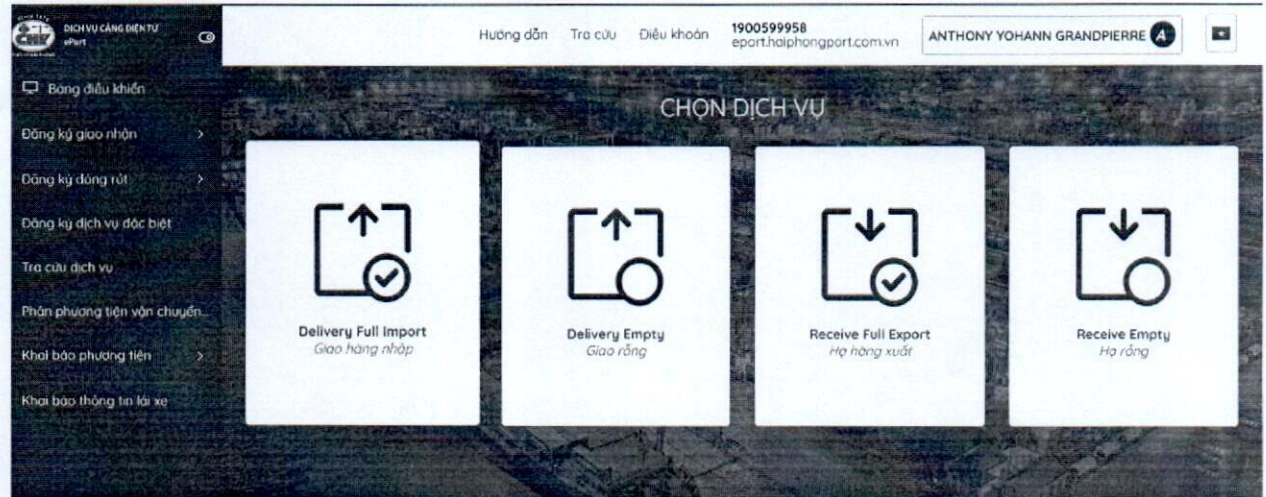 DỊCH VỤ CẢNG ĐIỆN TỬ
ePort
Hướng dẫn
Tra cứu
Điều khoản
1900599958
eport.haiphongport.com.vn
ANTHONY YOHANN GRANDPIERRE A
Bảng điều khiển
Đăng ký giao nhận
Đăng ký đóng rút
Đăng ký dịch vụ đặc biệt
Tra cứu dịch vụ
Phân phương tiện vận chuyển...
Khai báo phương tiện
Khai báo thông tin lái xe
CHỌN DỊCH VỤ
Delivery Full Import
Giao hàng nhập
Delivery Empty
Giao rỗng
Receive Full Export
Hạ hàng xuất
Receive Empty
Hạ rỗng